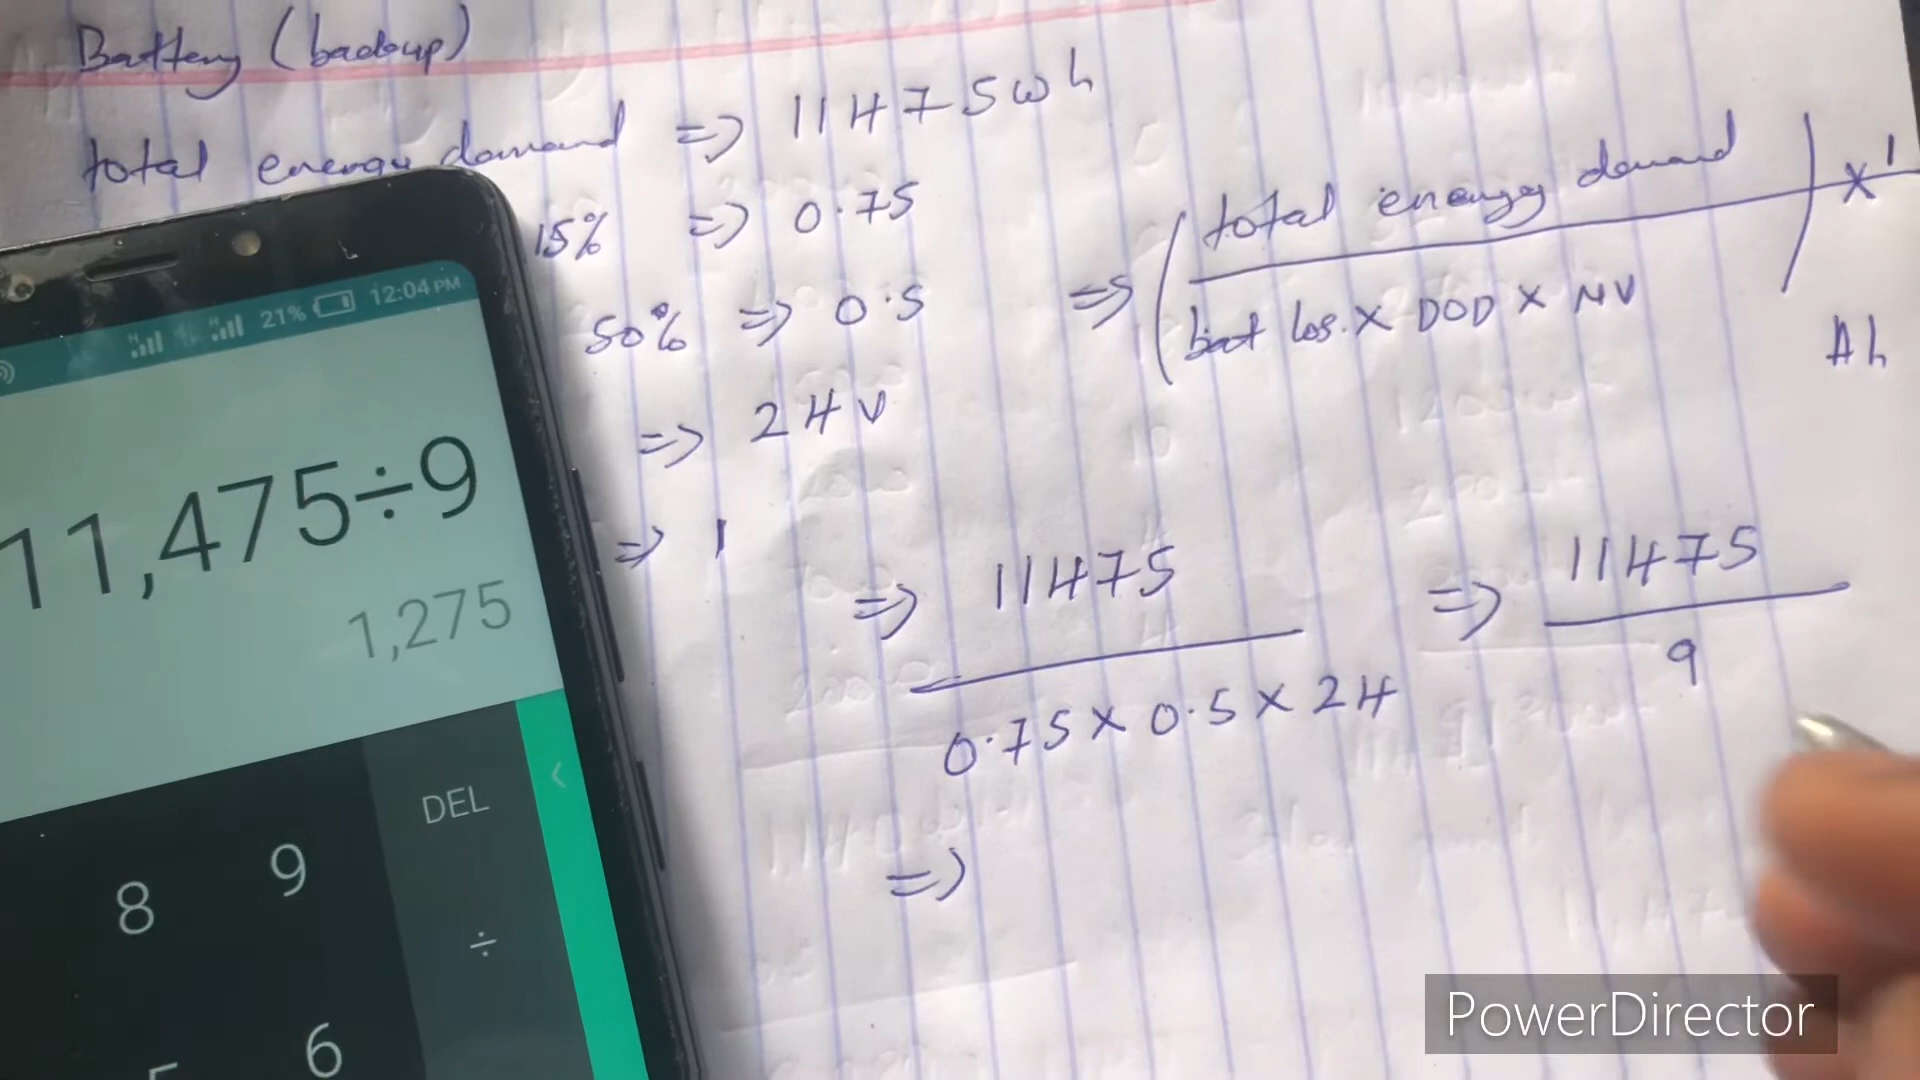 Battery (backup)
total energy demand => 11475wh
15% => 0.75
50% => 0.5
=> 24V
=> 1
=> (total energy demand / bat los. x DOD x NV) x 1
Ah
=> 11475 / 0.75 x 0.5 x 24 => 11475 / 9
=>
21% 12:04 PM
11,475÷9
1,275
DEL
8 9
÷
6
PowerDirector